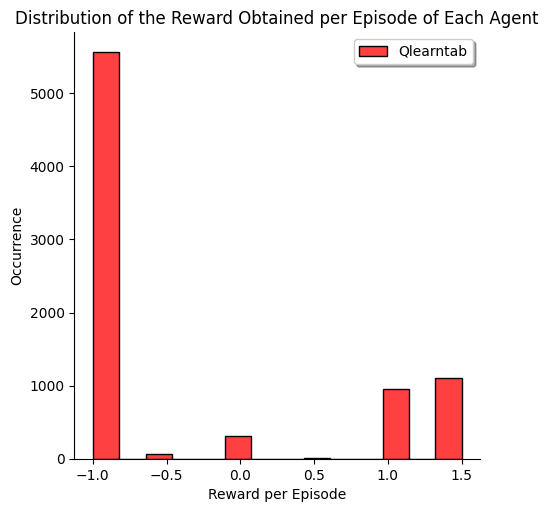 Distribution of the Reward Obtained per Episode of Each Agent
Qlearntab
5000
4000
3000
2000
1000
0
Occurrence
−1.0 −0.5 0.0 0.5 1.0 1.5
Reward per Episode